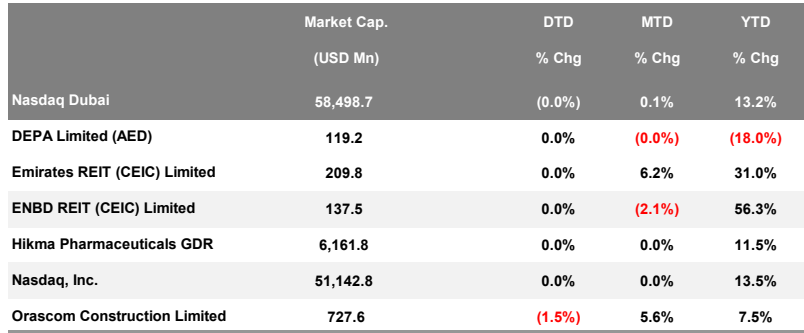 Market Cap. DTD MTD YTD
(USD Mn) % Chg % Chg % Chg
Nasdaq Dubai 58,498.7 (0.0%) 0.1% 13.2%
DEPA Limited (AED) 119.2 0.0% (0.0%) (18.0%)
Emirates REIT (CEIC) Limited 209.8 0.0% 6.2% 31.0%
ENBD REIT (CEIC) Limited 137.5 0.0% (2.1%) 56.3%
Hikma Pharmaceuticals GDR 6,161.8 0.0% 0.0% 11.5%
Nasdaq, Inc. 51,142.8 0.0% 0.0% 13.5%
Orascom Construction Limited 727.6 (1.5%) 5.6% 7.5%